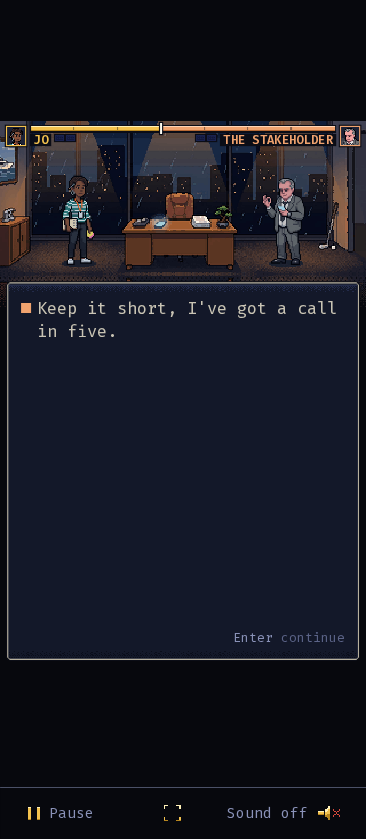 JO
THE STAKEHOLDER
Keep it short, I've got a call
in five.
Enter continue
Pause
Sound off